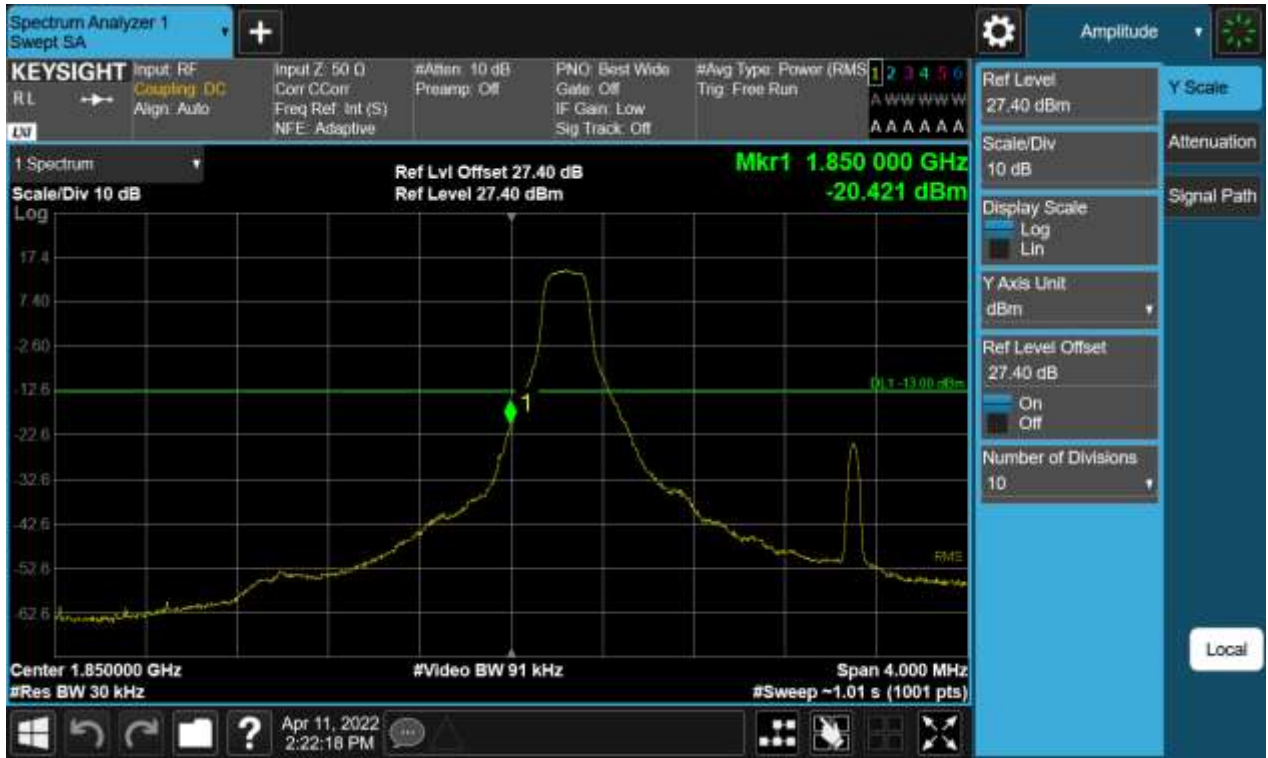 Spectrum Analyzer 1
Swept SA
+
Amplitude
KEYSIGHT
RL
LXI
Input: RF
Coupling: DC
Align: Auto
Input Z: 50 Ω
Corr CCorr
Freq Ref: Int (S)
NFE: Adaptive
#Atten: 10 dB
Preamp: Off
PNO: Best Wide
Gate: Off
IF Gain: Low
Sig Track: Off
#Avg Type: Power (RMS
Trig: Free Run
1 2 3 4 5 6
A W W W W W
A A A A A A
1 Spectrum
Scale/Div 10 dB
Log
Ref Lvl Offset 27.40 dB
Ref Level 27.40 dBm
Mkr1 1.850 000 GHz
-20.421 dBm
17.4
7.40
-2.60
-12.6
-22.6
-32.6
-42.6
-52.6
-62.6
DL1 -13.00 dBm
1
RMS
Center 1.850000 GHz
#Res BW 30 kHz
#Video BW 91 kHz
Span 4.000 MHz
#Sweep ~1.01 s (1001 pts)
Ref Level
27.40 dBm
Scale/Div
10 dB
Display Scale
Log
Lin
Y Axis Unit
dBm
Ref Level Offset
27.40 dB
On
Off
Number of Divisions
10
Y Scale
Attenuation
Signal Path
Local
?
Apr 11, 2022
2:22:18 PM